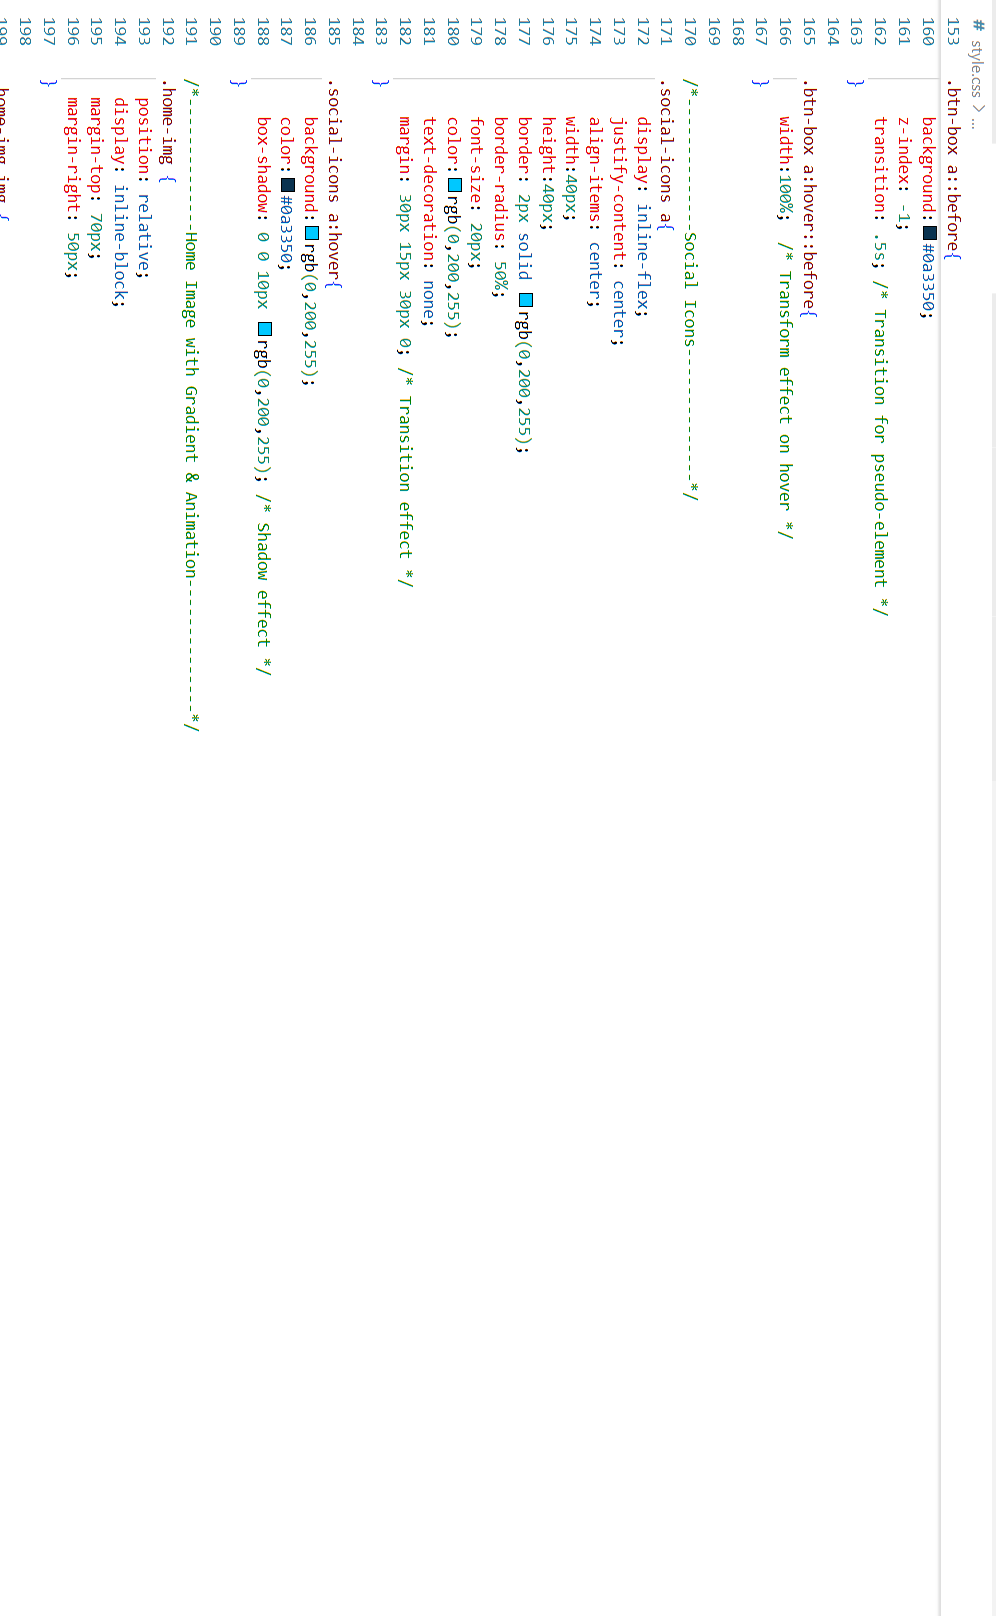 # style.css > ...
153 .btn-box a::before{
160 background: #0a3350;
161 z-index: -1;
162 transition: .5s; /* Transition for pseudo-element */
163 }
164
165 .btn-box a:hover::before{
166 width:100%; /* Transform effect on hover */
167 }
168
169
170 /*--------------Social Icons--------------*/
171 .social-icons a{
172 display: inline-flex;
173 justify-content: center;
174 align-items: center;
175 width:40px;
176 height:40px;
177 border: 2px solid rgb(0,200,255);
178 border-radius: 50%;
179 font-size: 20px;
180 color: rgb(0,200,255);
181 text-decoration: none;
182 margin: 30px 15px 30px 0; /* Transition effect */
183 }
184
185 .social-icons a:hover{
186 background: rgb(0,200,255);
187 color: #0a3350;
188 box-shadow: 0 0 10px rgb(0,200,255); /* Shadow effect */
189 }
190
191 /*--------------Home Image with Gradient & Animation--------------*/
192 .home-img {
193 position: relative;
194 display: inline-block;
195 margin-top: 70px;
196 margin-right: 50px;
197 }
198
199 .home-img img {